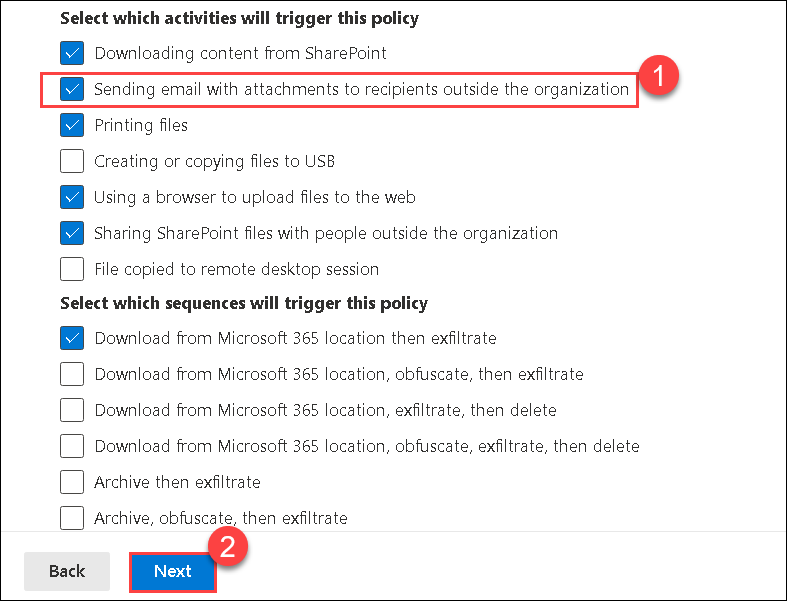 Select which activities will trigger this policy
Downloading content from SharePoint
Sending email with attachments to recipients outside the organization
1
Printing files
Creating or copying files to USB
Using a browser to upload files to the web
Sharing SharePoint files with people outside the organization
File copied to remote desktop session
Select which sequences will trigger this policy
Download from Microsoft 365 location then exfiltrate
Download from Microsoft 365 location, obfuscate, then exfiltrate
Download from Microsoft 365 location, exfiltrate, then delete
Download from Microsoft 365 location, obfuscate, exfiltrate, then delete
Archive then exfiltrate
Archive, obfuscate, then exfiltrate
2
Back
Next